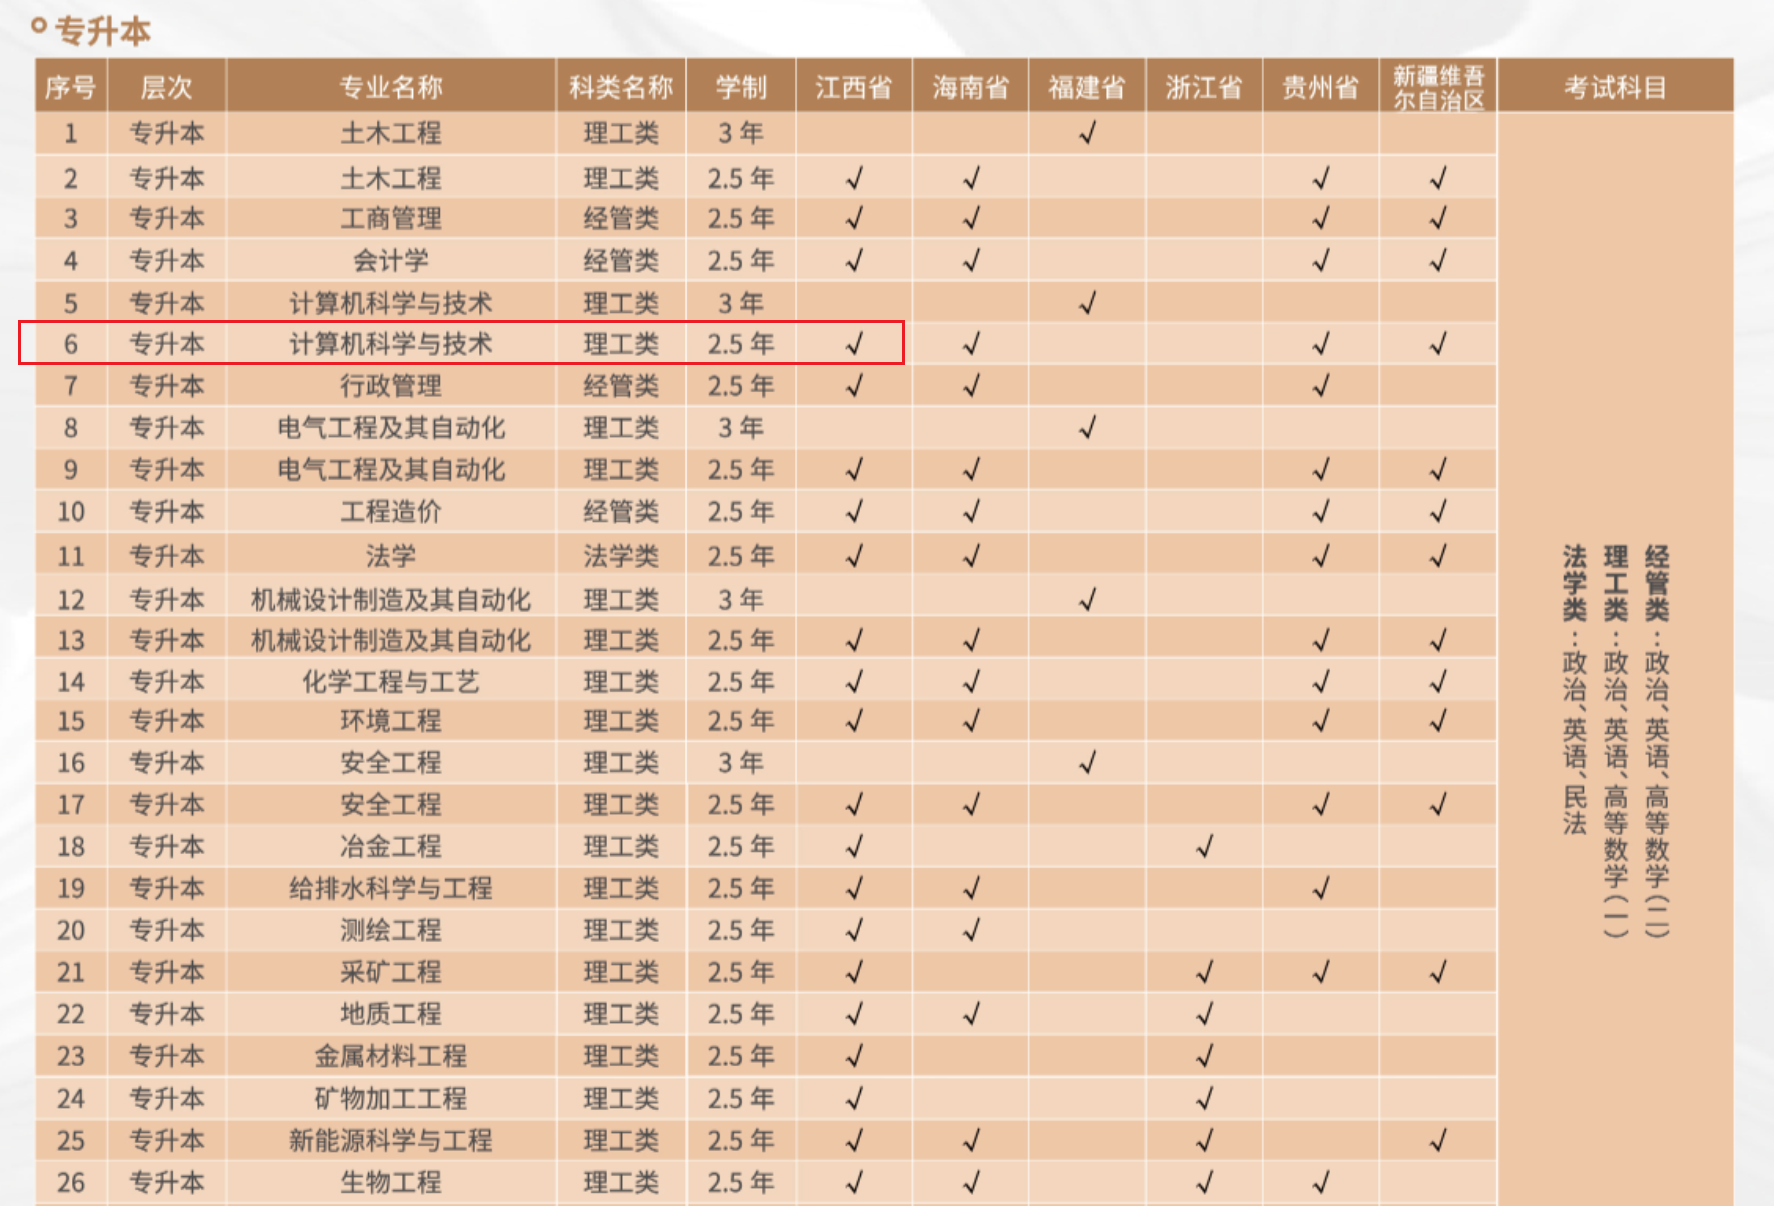 专升本
序号 层次 专业名称 科类名称 学制 江西省 海南省 福建省 浙江省 贵州省 新疆维吾尔自治区 考试科目
1 专升本 土木工程 理工类 3 年 √
2 专升本 土木工程 理工类 2.5 年 √ √ √ √
3 专升本 工商管理 经管类 2.5 年 √ √ √ √
4 专升本 会计学 经管类 2.5 年 √ √ √ √
5 专升本 计算机科学与技术 理工类 3 年 √
6 专升本 计算机科学与技术 理工类 2.5 年 √ √ √ √
7 专升本 行政管理 经管类 2.5 年 √ √ √
8 专升本 电气工程及其自动化 理工类 3 年 √
9 专升本 电气工程及其自动化 理工类 2.5 年 √ √ √ √
10 专升本 工程造价 经管类 2.5 年 √ √ √ √
11 专升本 法学 法学类 2.5 年 √ √ √ √
12 专升本 机械设计制造及其自动化 理工类 3 年 √
13 专升本 机械设计制造及其自动化 理工类 2.5 年 √ √ √ √
14 专升本 化学工程与工艺 理工类 2.5 年 √ √ √ √
15 专升本 环境工程 理工类 2.5 年 √ √ √ √
16 专升本 安全工程 理工类 3 年 √
17 专升本 安全工程 理工类 2.5 年 √ √ √ √
18 专升本 冶金工程 理工类 2.5 年 √ √
19 专升本 给排水科学与工程 理工类 2.5 年 √ √ √
20 专升本 测绘工程 理工类 2.5 年 √ √
21 专升本 采矿工程 理工类 2.5 年 √ √ √ √
22 专升本 地质工程 理工类 2.5 年 √ √ √
23 专升本 金属材料工程 理工类 2.5 年 √ √
24 专升本 矿物加工工程 理工类 2.5 年 √ √
25 专升本 新能源科学与工程 理工类 2.5 年 √ √ √ √
26 专升本 生物工程 理工类 2.5 年 √ √ √ √
经管类：政治、英语、高等数学（二）
理工类：政治、英语、高等数学（一）
法学类：政治、英语、民法